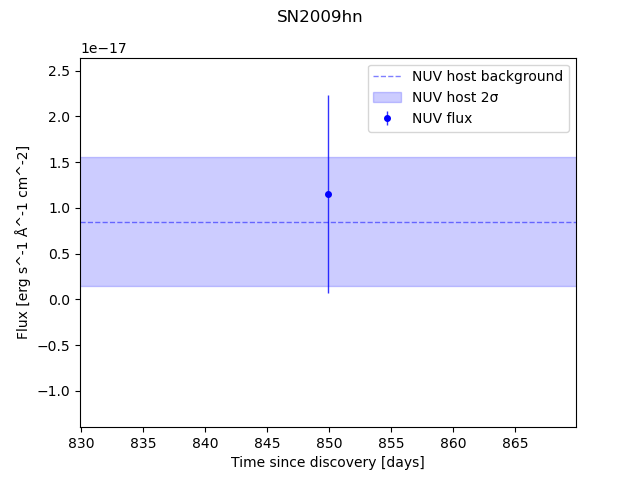 SN2009hn
1e−17
NUV host background
NUV host 2σ
NUV flux
2.5
2.0
1.5
1.0
0.5
0.0
−0.5
−1.0
Flux [erg s^-1 Å^-1 cm^-2]
830 835 840 845 850 855 860 865
Time since discovery [days]